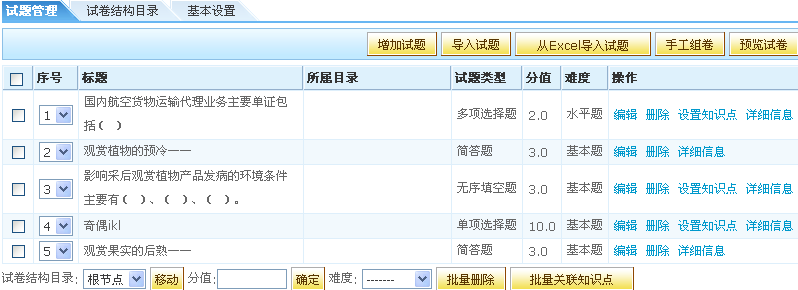 试题管理 试卷结构目录 基本设置
增加试题 导入试题 从Excel导入试题 手工组卷 预览试卷
序号 标题 所属目录 试题类型 分值 难度 操作
1 国内航空货物运输代理业务主要单证包 多项选择题 2.0 水平题 编辑 删除 设置知识点 详细信息
括( )
2 观赏植物的预冷—— 简答题 3.0 基本题 编辑 删除 详细信息
3 影响采后观赏植物产品发病的环境条件 无序填空题 3.0 基本题 编辑 删除 设置知识点 详细信息
主要有( )、( )、( )。
4 奇偶ikl 单项选择题 10.0 基本题 编辑 删除 设置知识点 详细信息
5 观赏果实的后熟—— 简答题 3.0 基本题 编辑 删除 详细信息
试卷结构目录: 根节点 移动 分值: 确定 难度: ------- 批量删除 批量关联知识点